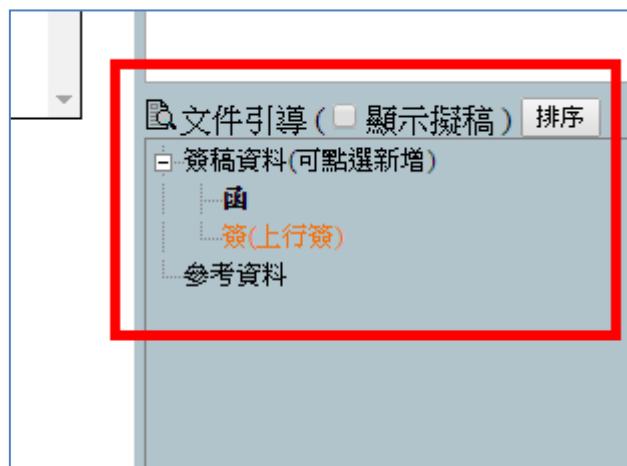 文件引導(顯示擬稿) 排序
簽稿資料(可點選新增)
函
簽(上行簽)
參考資料